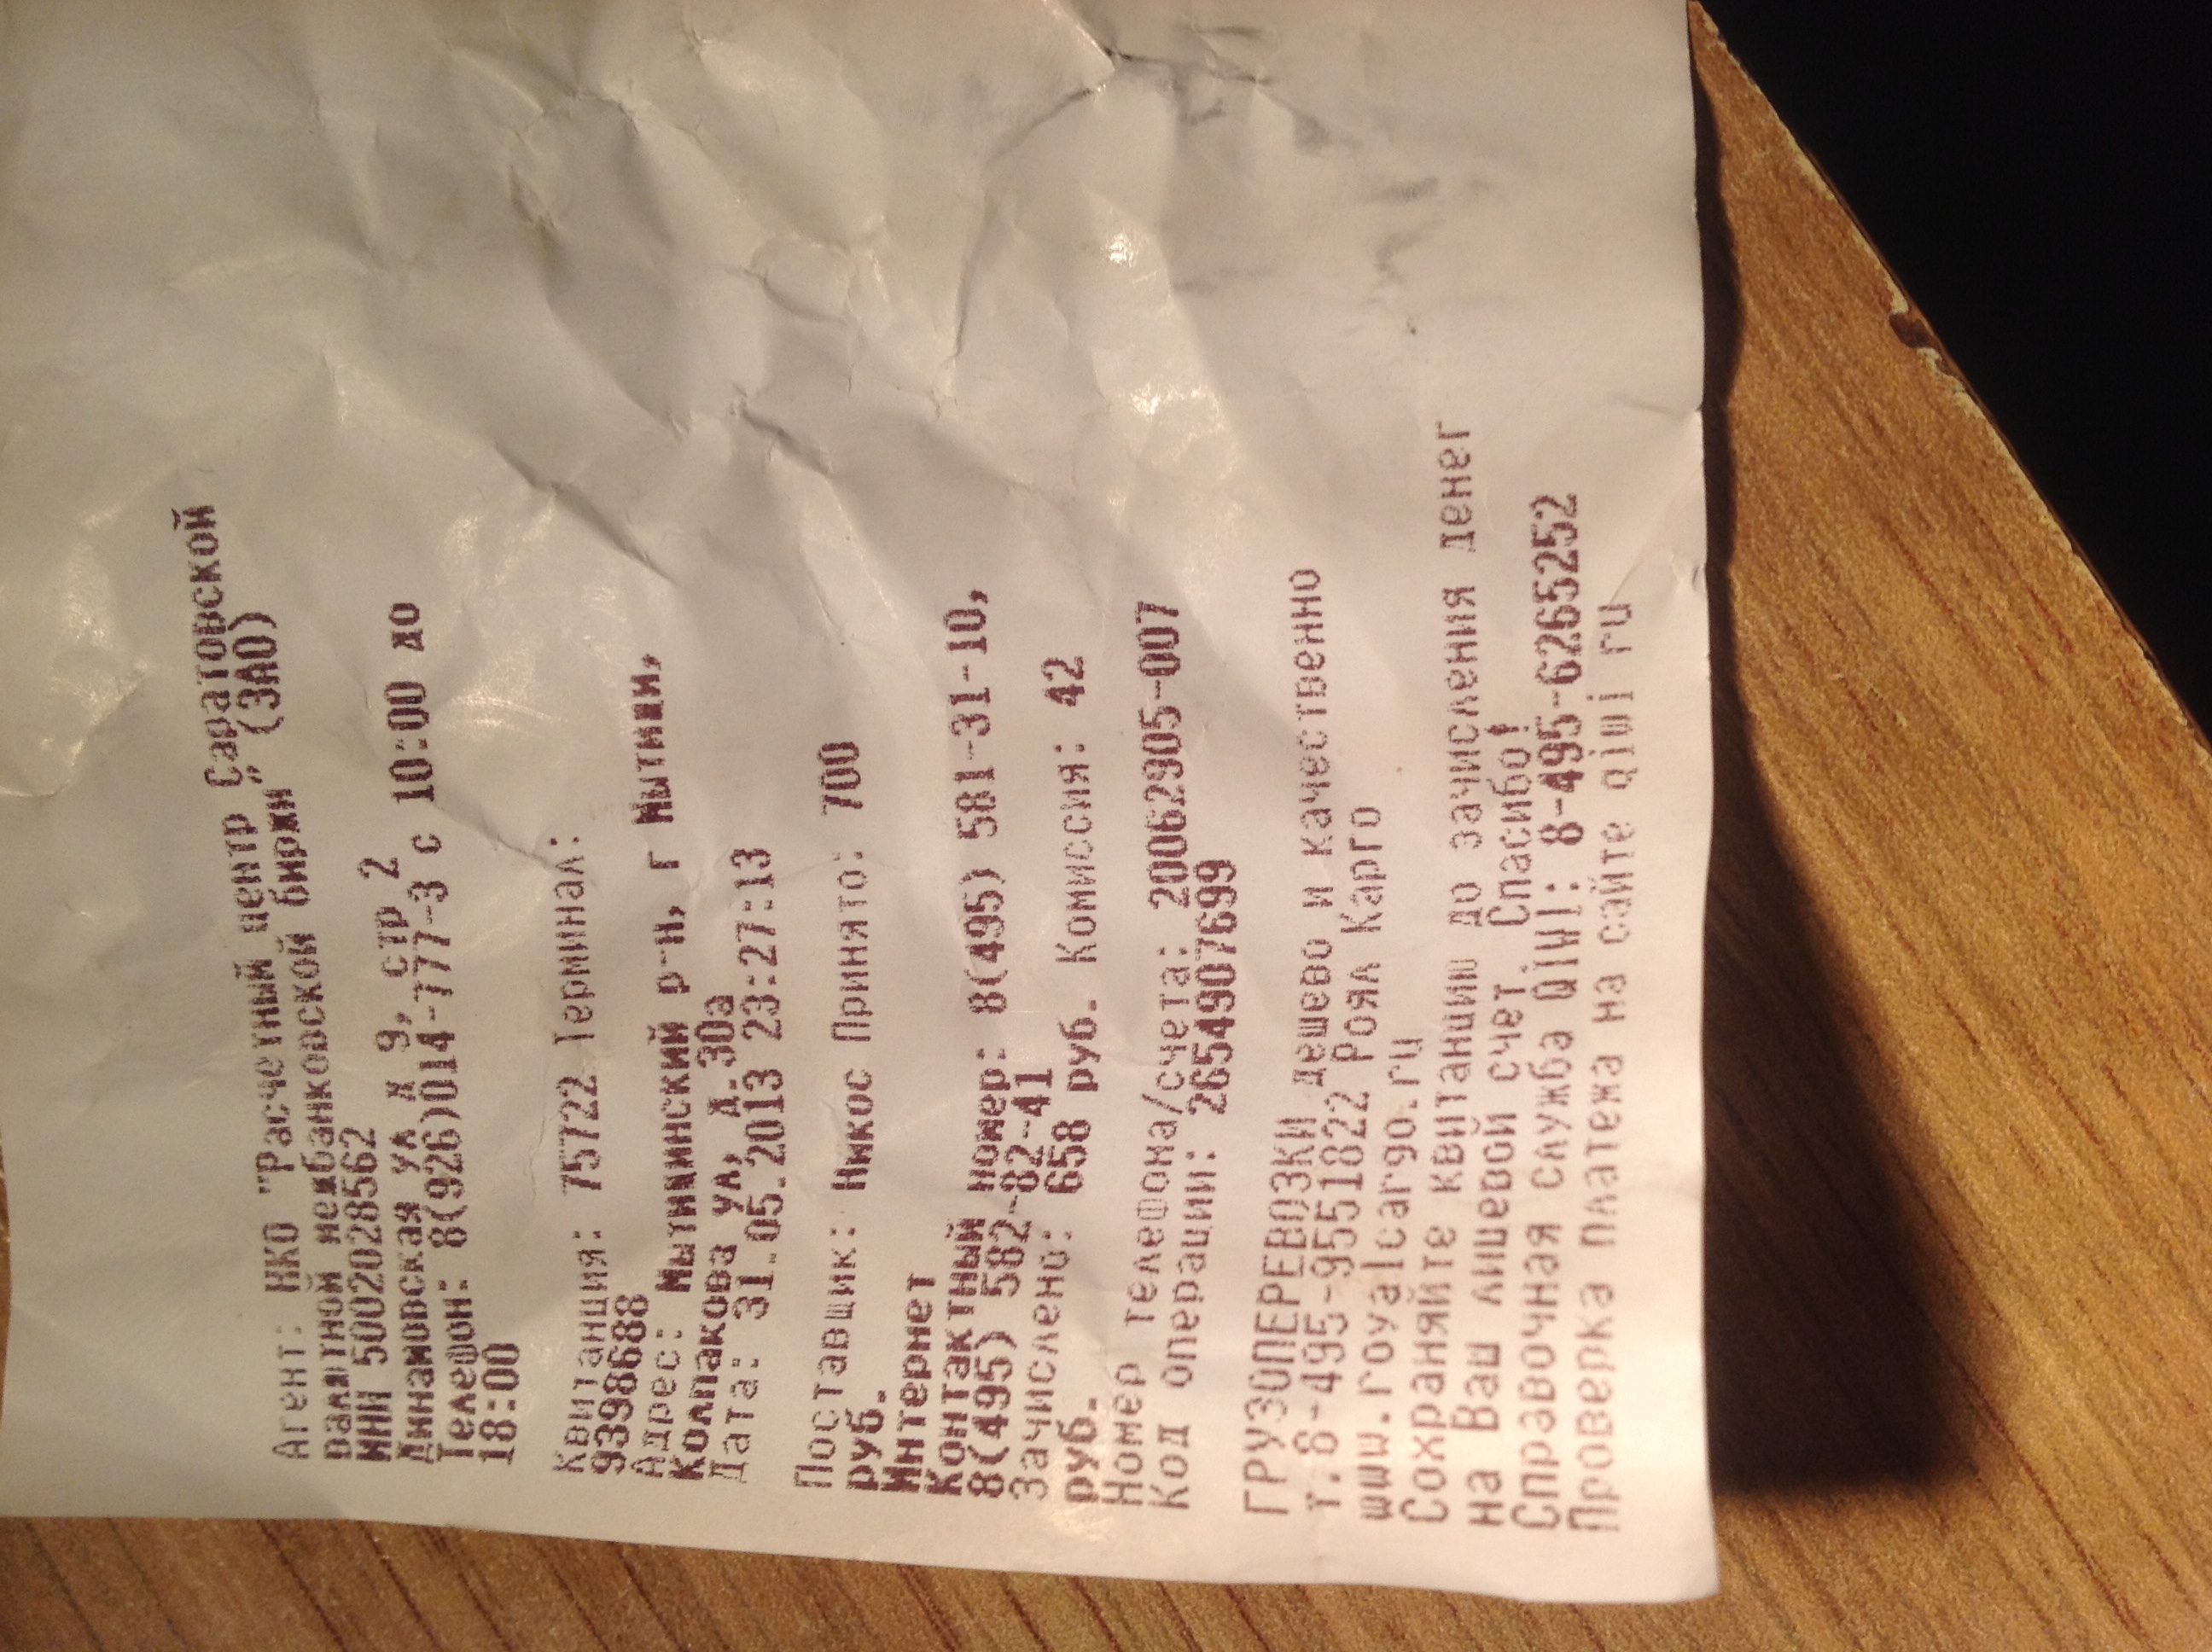 Агент: НКО "Расчетный центр Саратовской
валютной межбанковской биржи" (ЗАО)
ИНН 5002028562
Динамовская ул д 9, стр 2
Телефон: 8(926)014-777-3 с 10:00 до
18:00
Квитанция: 75722 Терминал:
9398688
Адрес: Мытищинский р-н, г Мытищи,
Колпакова ул, д.30а
Дата: 31.05.2013 23:27:13
Поставщик: Никос Принято: 700
руб.
Интернет
Контактный номер: 8(495) 581-31-10,
8(495) 582-82-41
Зачислено: 658 руб. Комиссия: 42
руб.
Номер телефона/счета: 20062905-007
Код операции: 2654907699
ГРУЗОПЕРЕВОЗКИ дешево и качественно
т.8-495-9551822 Роял Карго
www.royalcargo.ru
Сохраняйте квитанцию до зачисления денег
на Ваш лицевой счет. Спасибо!
Справочная служба QIWI: 8-495-6265252
Проверка платежа на сайте qiwi ru